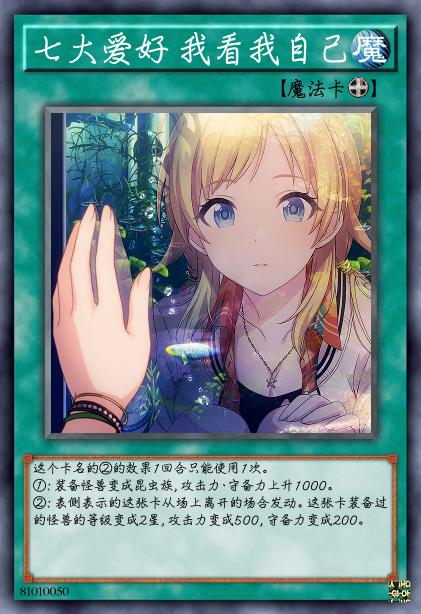 七大爱好 我看我自己 魔
【魔法卡】
这个卡名的②的效果1回合只能使用1次。
①:装备怪兽变成昆虫族,攻击力·守备力上升1000。
②:表侧表示的这张卡从场上离开的场合发动。这张卡装备过
的怪兽的等级变成2星,攻击力变成500,守备力变成200。
81010050